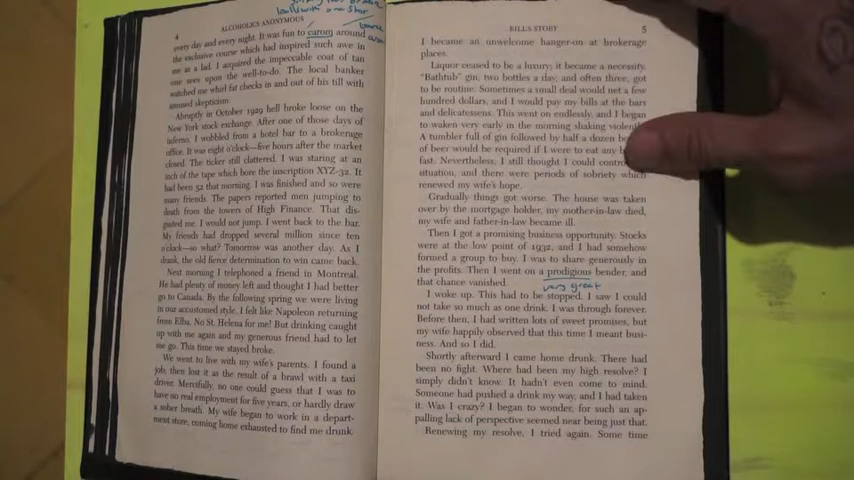 4 ALCOHOLICS ANONYMOUS
every day and every night. It was fun to carom around
the exclusive course which had inspired such awe in
me as a lad. I acquired the impeccable coat of tan
one sees upon the well-to-do. The local banker
watched me whirl fat checks in and out of his till with
amused skepticism.
Abruptly in October 1929 hell broke loose on the
New York stock exchange. After one of those days of
inferno, I wobbled from a hotel bar to a brokerage
office. It was eight o'clock—five hours after the market
closed. The ticker still clattered. I was staring at an
inch of the tape which bore the inscription XYZ-32. It
had been 52 that morning. I was finished and so were
many friends. The papers reported men jumping to
death from the towers of High Finance. That dis-
gusted me. I would not jump. I went back to the bar.
My friends had dropped several million since ten
o'clock—so what? Tomorrow was another day. As I
drank, the old fierce determination to win came back.
Next morning I telephoned a friend in Montreal.
He had plenty of money left and thought I had better
go to Canada. By the following spring we were living
in our accustomed style. I felt like Napoleon returning
from Elba. No St. Helena for me! But drinking caught
up with me again and my generous friend had to let
me go. This time we stayed broke.
We went to live with my wife's parents. I found a
job, then lost it as the result of a brawl with a taxi
driver. Mercifully, no one could guess that I was to
have no real employment for five years, or hardly draw
a sober breath. My wife began to work in a depart-
ment store, coming home exhausted to find me drunk.
BILL'S STORY 5
I became an unwelcome hanger-on at brokerage
places.
Liquor ceased to be a luxury; it became a necessity.
"Bathtub" gin, two bottles a day, and often three, got
to be routine. Sometimes a small deal would net a few
hundred dollars, and I would pay my bills at the bars
and delicatessens. This went on endlessly, and I began
to waken very early in the morning shaking violent
A tumbler full of gin followed by half a dozen
of beer would be required if I were to eat any
fast. Nevertheless, I still thought I could
situation, and there were periods of sobriety which
renewed my wife's hope.
Gradually things got worse. The house was taken
over by the mortgage holder, my mother-in-law died,
my wife and father-in-law became ill.
Then I got a promising business opportunity. Stocks
were at the low point of 1932, and I had somehow
formed a group to buy. I was to share generously in
the profits. Then I went on a prodigious bender, and
that chance vanished.
very great
I woke up. This had to be stopped. I saw I could
not take so much as one drink. I was through forever.
Before then, I had written lots of sweet promises, but
my wife happily observed that this time I meant busi-
ness. And so I did.
Shortly afterward I came home drunk. There had
been no fight. Where had been my high resolve? I
simply didn't know. It hadn't even come to mind.
Someone had pushed a drink my way, and I had taken
it. Was I crazy? I began to wonder, for such an ap-
palling lack of perspective seemed near being just that.
Renewing my resolve, I tried again. Some time